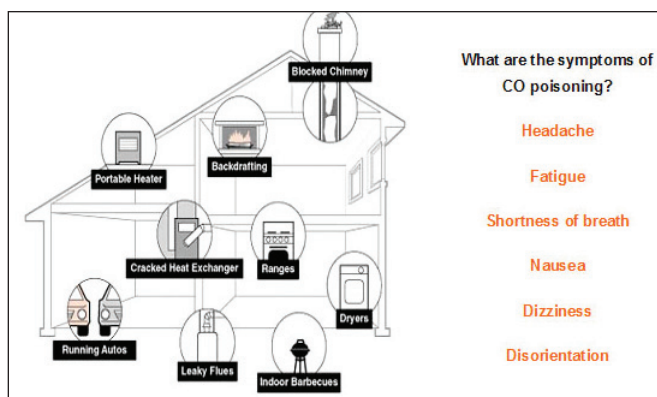 Blocked Chimney
What are the symptoms of
CO poisoning?
Headache
Fatigue
Shortness of breath
Nausea
Dizziness
Disorientation
Portable Heater
Backdrafting
Cracked Heat Exchanger
Ranges
Dryers
Running Autos
Leaky Flues
Indoor Barbecues